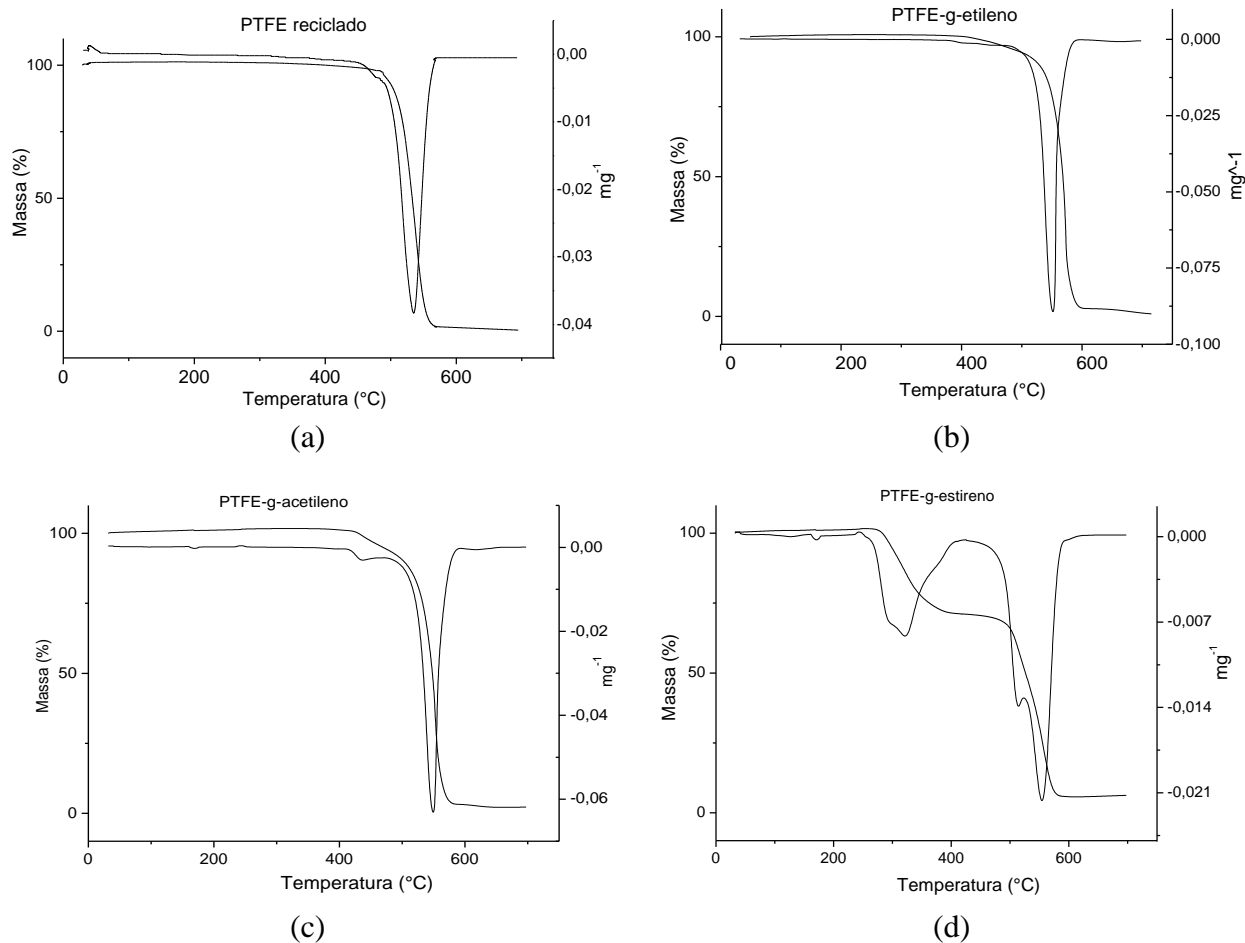 PTFE reciclado
100
50
0
Massa (%)
0,00
-0,01
-0,02
-0,03
-0,04
mg-1
0 200 400 600
Temperatura (°C)
(a)
PTFE-g-etileno
100
50
0
Massa (%)
0,000
-0,025
-0,050
-0,075
-0,100
mg^-1
0 200 400 600
Temperatura (°C)
(b)
PTFE-g-acetileno
100
50
0
Massa (%)
0,00
-0,02
-0,04
-0,06
mg-1
0 200 400 600
Temperatura (°C)
(c)
PTFE-g-estireno
100
50
0
Massa (%)
0,000
-0,007
-0,014
-0,021
mg-1
0 200 400 600
Temperatura (°C)
(d)